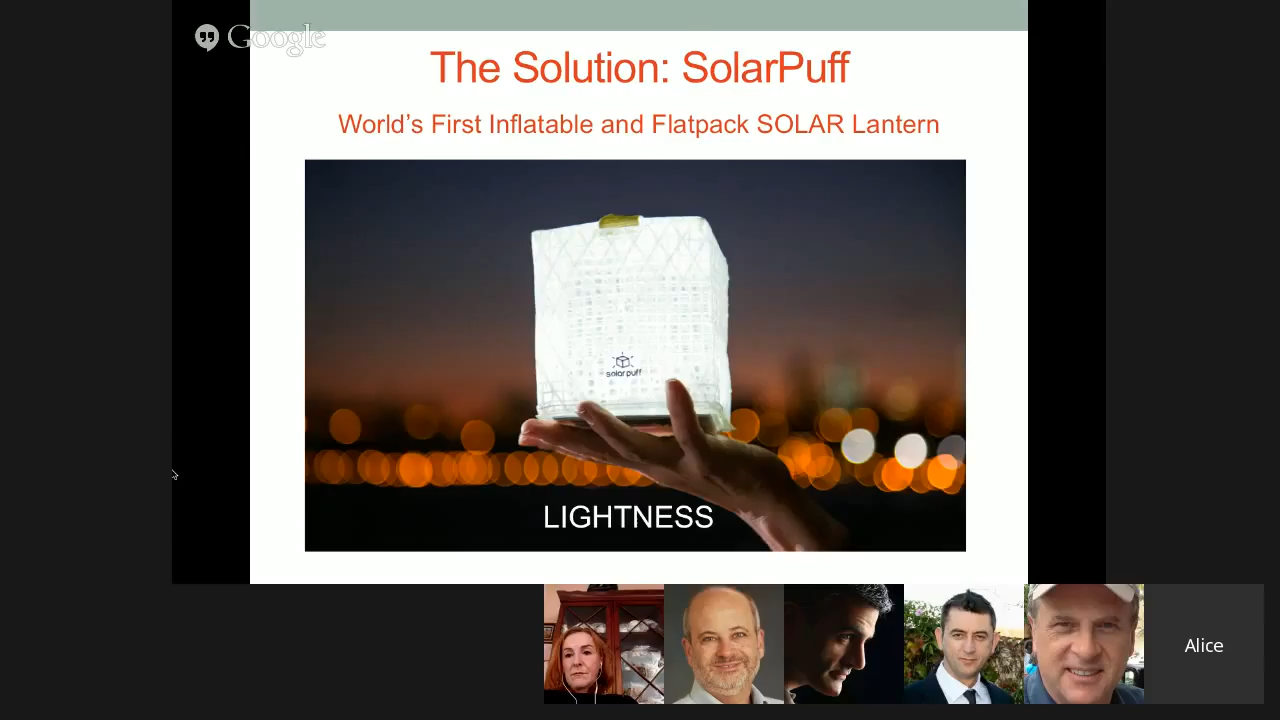 Google
The Solution: SolarPuff
World's First Inflatable and Flatpack SOLAR Lantern
solarpuff
LIGHTNESS
Alice